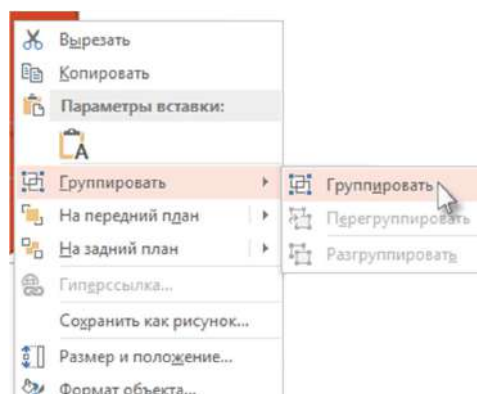 Вырезать
Копировать
Параметры вставки:
Группировать
На передний план
На задний план
Гиперссылка...
Сохранить как рисунок...
Размер и положение...
Формат объекта...
Группировать
Перегруппировать
Разгруппировать